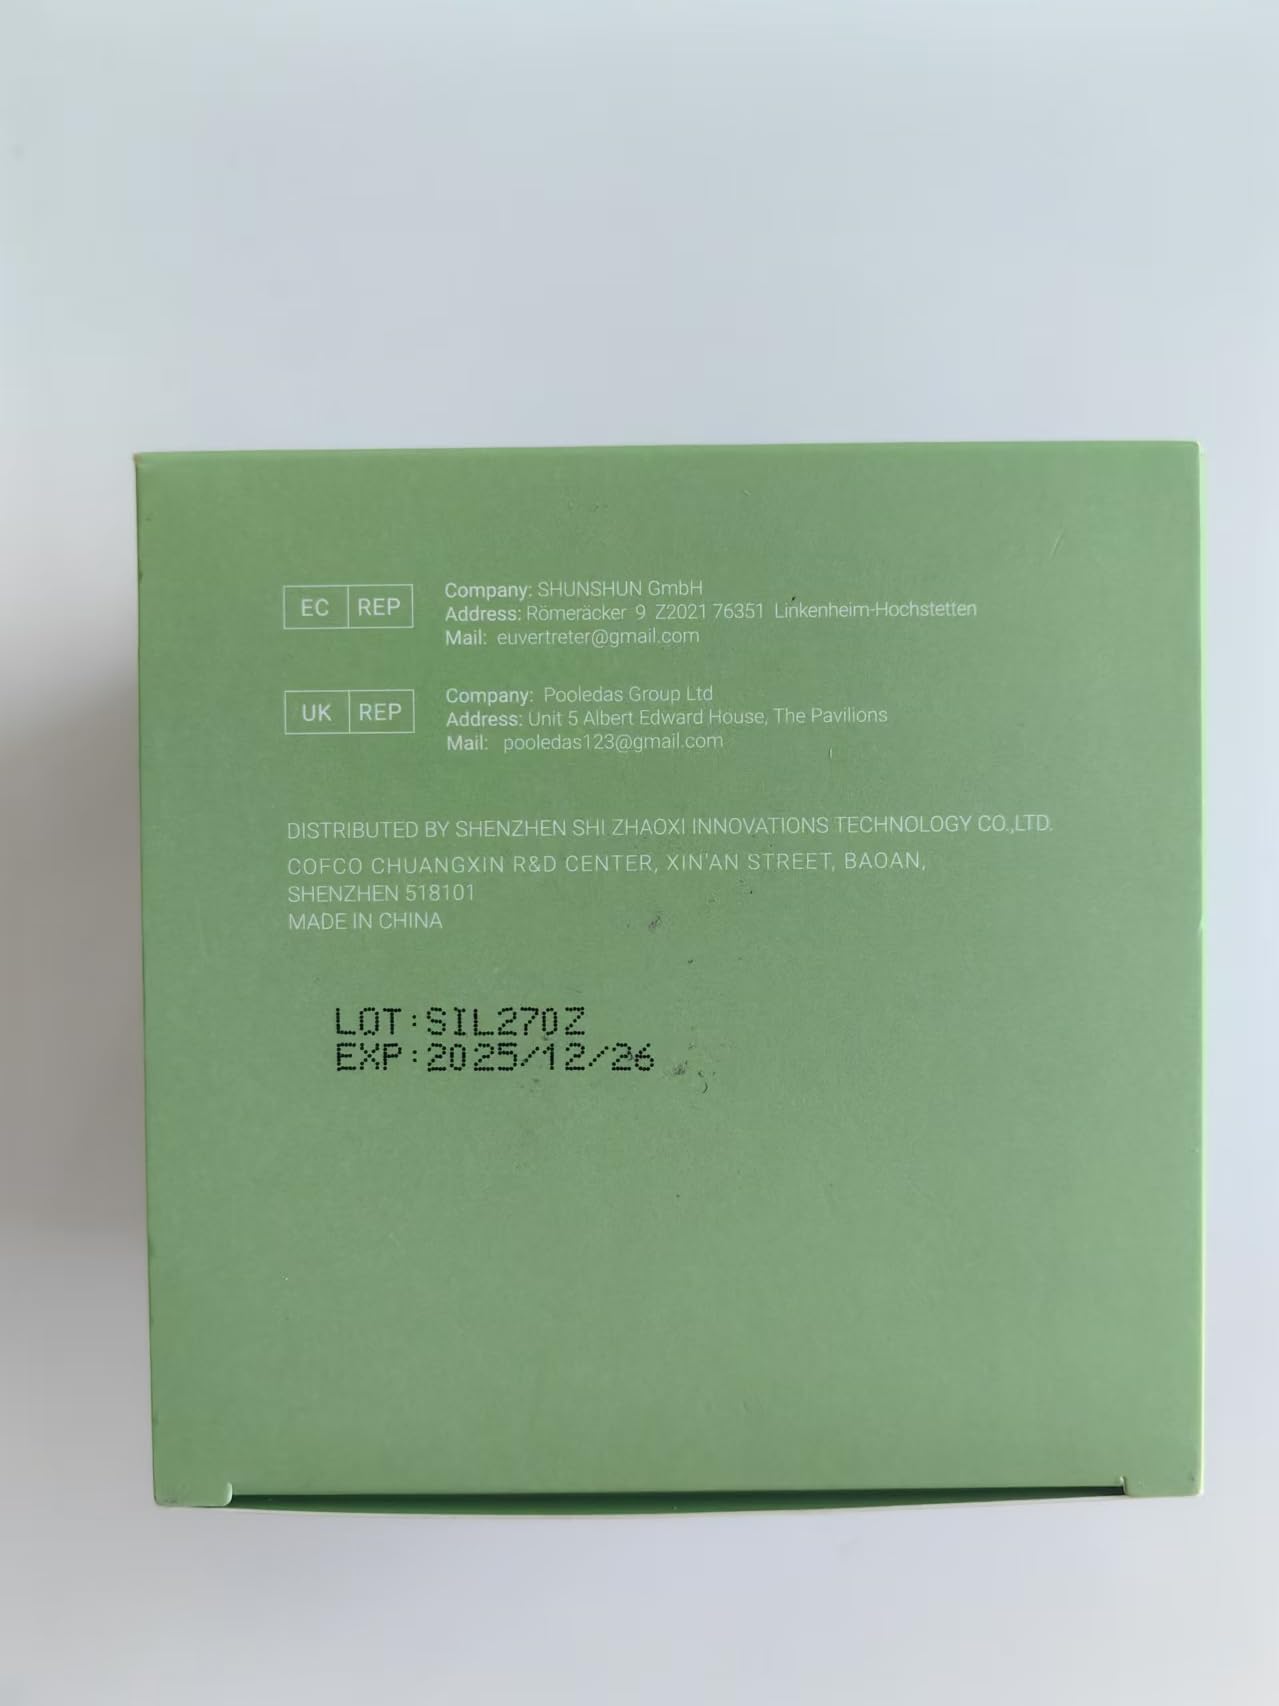 EC REP
Company: SHUNSHUN GmbH
Address: Römeräcker 9 Z2021 76351 Linkenheim-Hochstetten
Mail: euvertreter@gmail.com
UK REP
Company: Pooledas Group Ltd
Address: Unit 5 Albert Edward House, The Pavilions
Mail: pooledas123@gmail.com
DISTRIBUTED BY SHENZHEN SHI ZHAOXI INNOVATIONS TECHNOLOGY CO.,LTD.
COFCO CHUANGXIN R&D CENTER, XIN'AN STREET, BAOAN,
SHENZHEN 518101
MADE IN CHINA
LOT:SIL270Z
EXP:2025/12/26